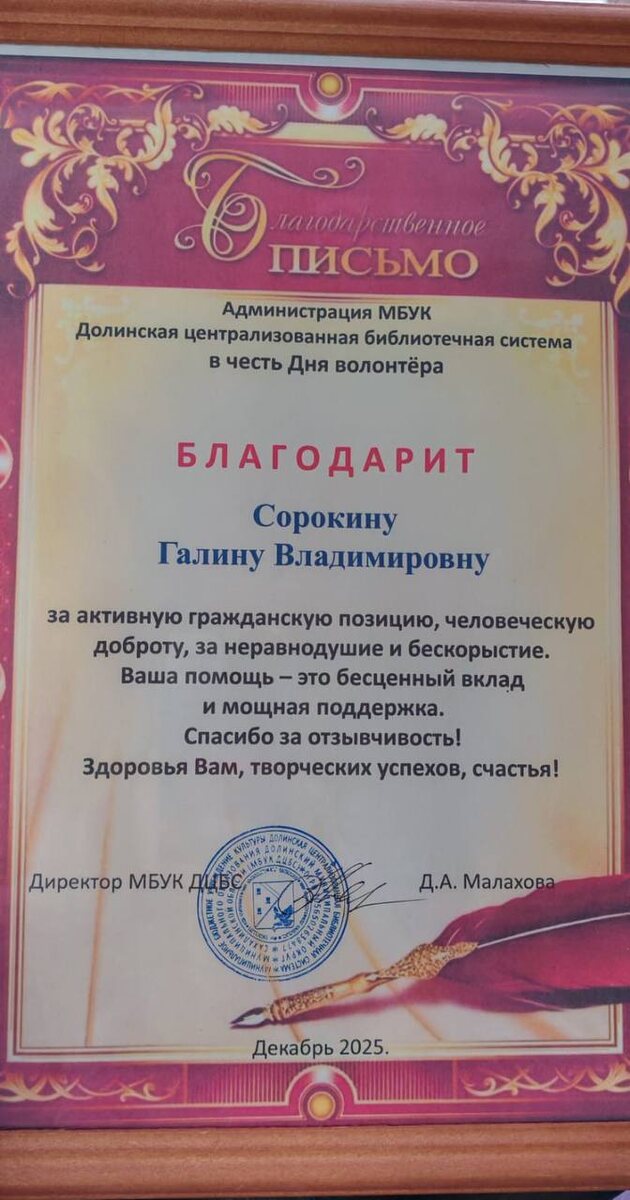 Благодарственное
ПИСЬМО
Администрация МБУК
Долинская централизованная библиотечная система
в честь Дня волонтёра
БЛАГОДАРИТ
Сорокину
Галину Владимировну
за активную гражданскую позицию, человеческую
доброту, за неравнодушие и бескорыстие.
Ваша помощь – это бесценный вклад
и мощная поддержка.
Спасибо за отзывчивость!
Здоровья Вам, творческих успехов, счастья!
Директор МБУК ДЦБС Д.А. Малахова
Декабрь 2025.